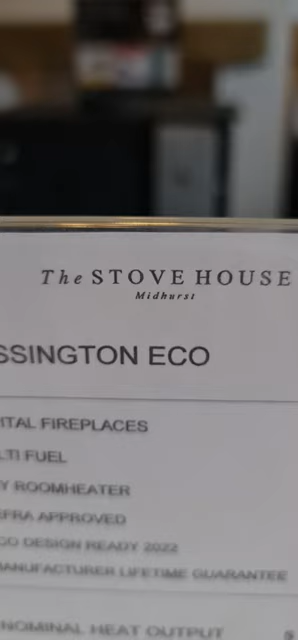 The STOVE HOUSE
Midhurst
SSINGTON ECO
ITAL FIREPLACES
LTI FUEL
Y ROOMHEATER
EFRA APPROVED
CO DESIGN READY 2022
MANUFACTURER LIFETIME GUARANTEE
NOMINAL HEAT OUTPUT